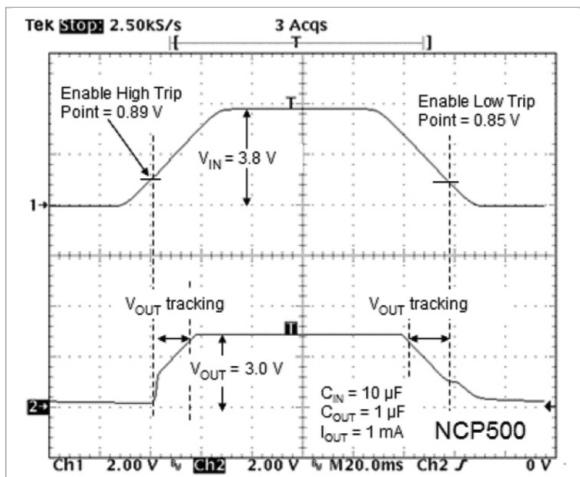 Tek Stop: 2.50kS/s 3 Acqs
[ T ]
Enable High Trip
Point = 0.89 V
Enable Low Trip
Point = 0.85 V
T
VIN = 3.8 V
1→
VOUT tracking
VOUT tracking
T
VOUT = 3.0 V
CIN = 10 µF
COUT = 1 µF
IOUT = 1 mA
NCP500
2→
Ch1 2.00 V Ch2 2.00 V M20.0ms Ch2 0 V